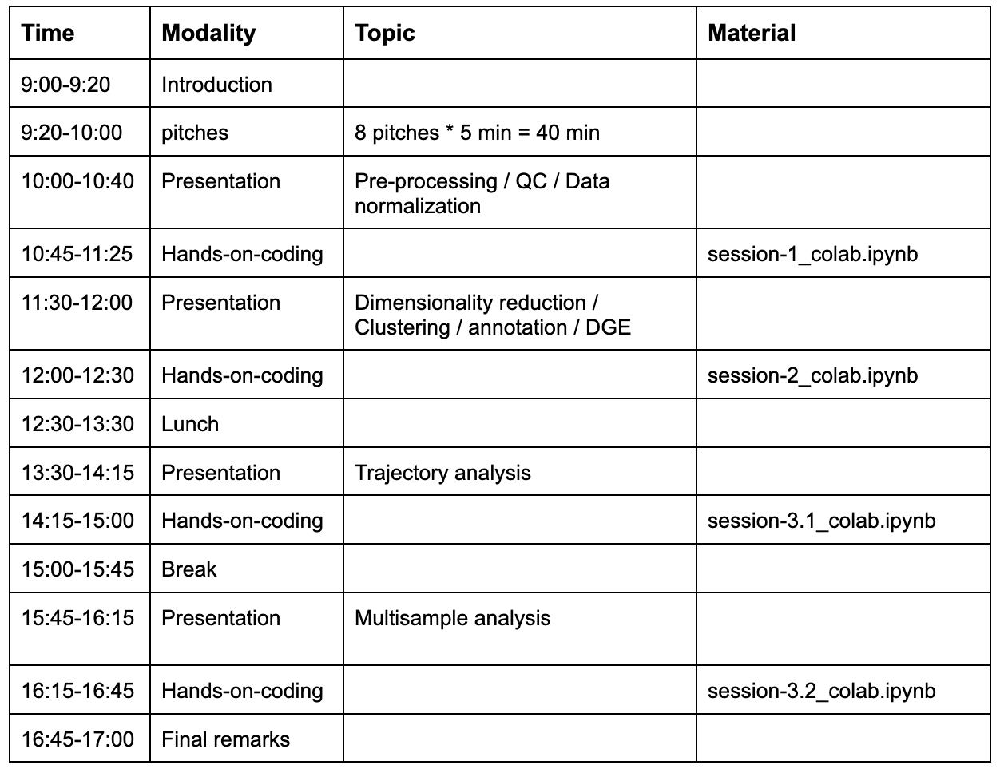 Time Modality Topic Material
9:00-9:20 Introduction
9:20-10:00 pitches 8 pitches * 5 min = 40 min
10:00-10:40 Presentation Pre-processing / QC / Data
normalization
10:45-11:25 Hands-on-coding session-1_colab.ipynb
11:30-12:00 Presentation Dimensionality reduction /
Clustering / annotation / DGE
12:00-12:30 Hands-on-coding session-2_colab.ipynb
12:30-13:30 Lunch
13:30-14:15 Presentation Trajectory analysis
14:15-15:00 Hands-on-coding session-3.1_colab.ipynb
15:00-15:45 Break
15:45-16:15 Presentation Multisample analysis
16:15-16:45 Hands-on-coding session-3.2_colab.ipynb
16:45-17:00 Final remarks